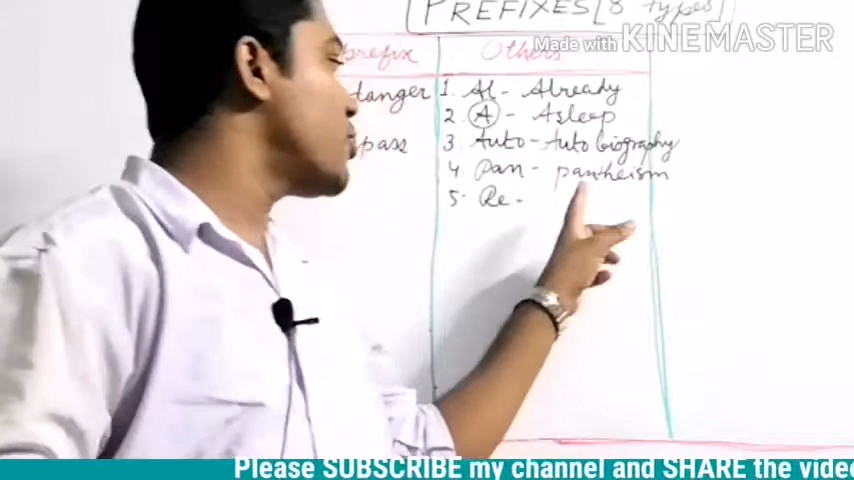 PREFIXES [8 types]
Made with KINEMASTER
prefix Others
danger 1. Al- Already
2. A - Asleep
pass 3. Auto - Autobiography
4. Pan - pantheism
5. Re -
Please SUBSCRIBE my channel and SHARE the video